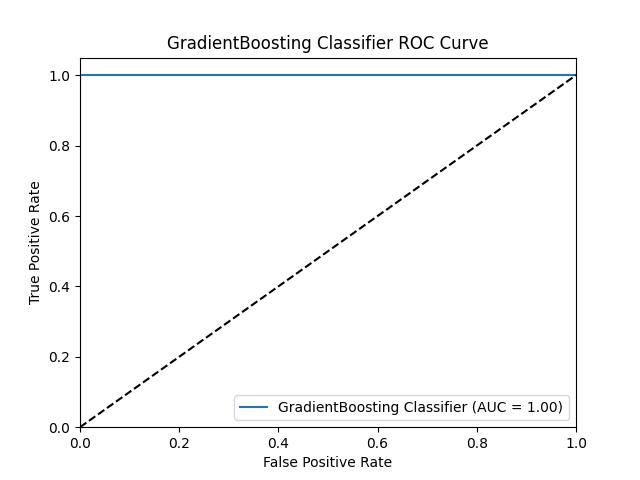 GradientBoosting Classifier ROC Curve
True Positive Rate
1.0
0.8
0.6
0.4
0.2
0.0
GradientBoosting Classifier (AUC = 1.00)
0.0 0.2 0.4 0.6 0.8 1.0
False Positive Rate